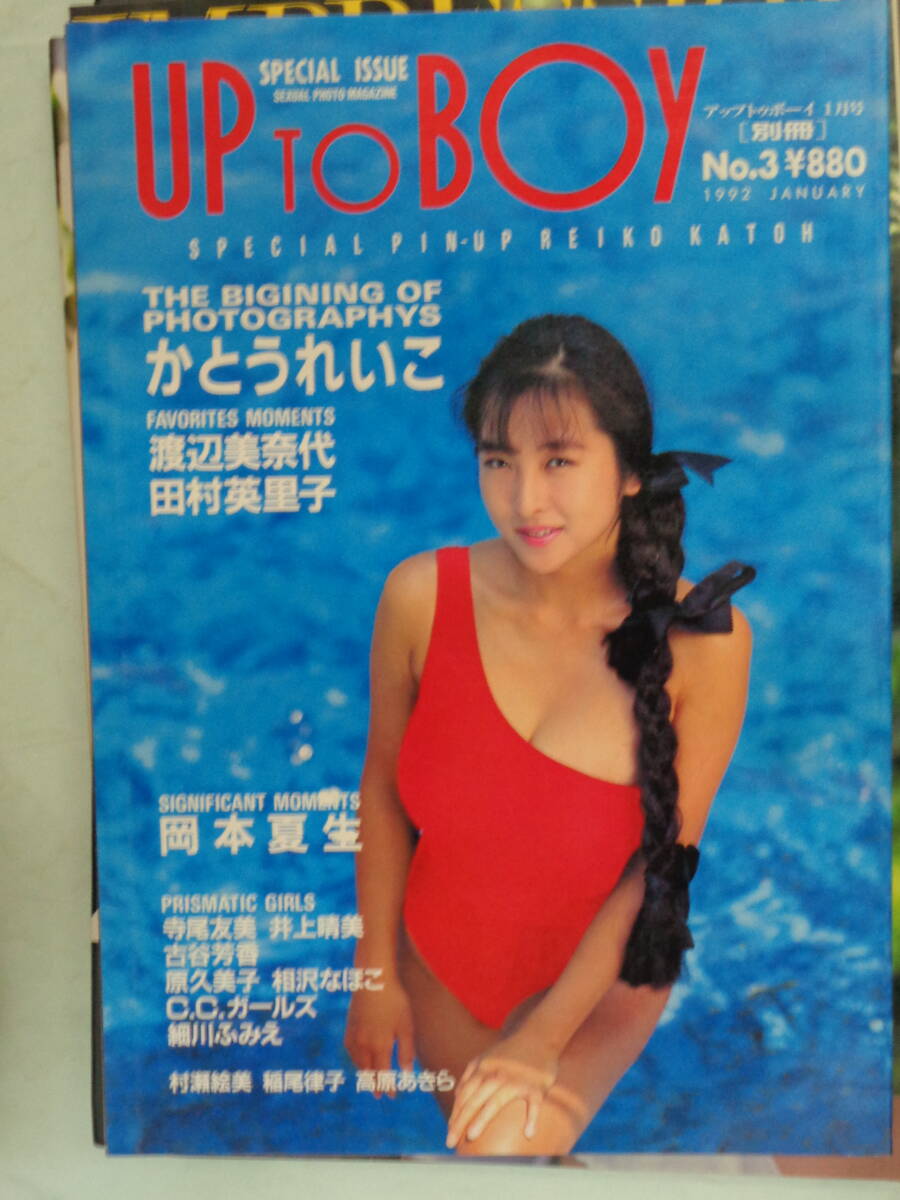 SPECIAL ISSUE
SEXUAL PHOTO MAGAZINE
UP TO BOY
アップトゥボーイ 1月号
[別冊]
No.3 ¥880
1992 JANUARY
SPECIAL PIN-UP REIKO KATOH
THE BIGINING OF
PHOTOGRAPHYS
かとうれいこ
FAVORITES MOMENTS
渡辺美奈代
田村英里子
SIGNIFICANT MOMENTS
岡本夏生
PRISMATIC GIRLS
寺尾友美 井上晴美
古谷芳香
原久美子 相沢なほこ
C.C.ガールズ
細川ふみえ
村瀬絵美 稲尾律子 高原あきら